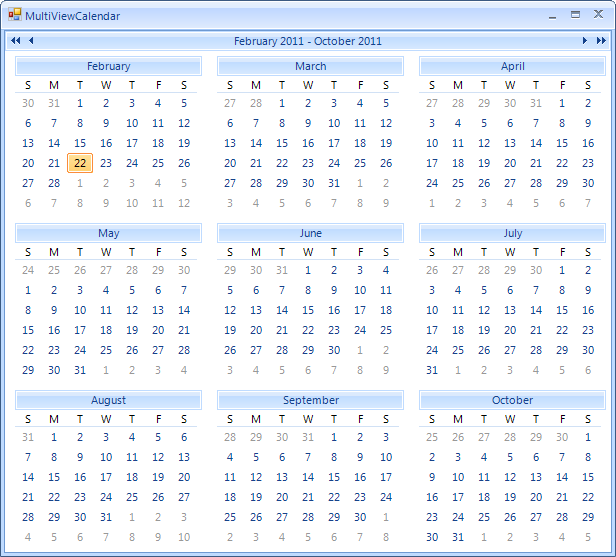 MultiViewCalendar
February 2011 - October 2011
February March April
S M T W T F S S M T W T F S S M T W T F S
30 31 1 2 3 4 5 27 28 1 2 3 4 5 27 28 29 30 31 1 2
6 7 8 9 10 11 12 6 7 8 9 10 11 12 3 4 5 6 7 8 9
13 14 15 16 17 18 19 13 14 15 16 17 18 19 10 11 12 13 14 15 16
20 21 22 23 24 25 26 20 21 22 23 24 25 26 17 18 19 20 21 22 23
27 28 1 2 3 4 5 27 28 29 30 31 1 2 24 25 26 27 28 29 30
6 7 8 9 10 11 12 3 4 5 6 7 8 9 1 2 3 4 5 6 7
May June July
S M T W T F S S M T W T F S S M T W T F S
24 25 26 27 28 29 30 29 30 31 1 2 3 4 26 27 28 29 30 1 2
1 2 3 4 5 6 7 5 6 7 8 9 10 11 3 4 5 6 7 8 9
8 9 10 11 12 13 14 12 13 14 15 16 17 18 10 11 12 13 14 15 16
15 16 17 18 19 20 21 19 20 21 22 23 24 25 17 18 19 20 21 22 23
22 23 24 25 26 27 28 26 27 28 29 30 1 2 24 25 26 27 28 29 30
29 30 31 1 2 3 4 3 4 5 6 7 8 9 31 1 2 3 4 5 6
August September October
S M T W T F S S M T W T F S S M T W T F S
31 1 2 3 4 5 6 28 29 30 31 1 2 3 25 26 27 28 29 30 1
7 8 9 10 11 12 13 4 5 6 7 8 9 10 2 3 4 5 6 7 8
14 15 16 17 18 19 20 11 12 13 14 15 16 17 9 10 11 12 13 14 15
21 22 23 24 25 26 27 18 19 20 21 22 23 24 16 17 18 19 20 21 22
28 29 30 31 1 2 3 25 26 27 28 29 30 1 23 24 25 26 27 28 29
4 5 6 7 8 9 10 2 3 4 5 6 7 8 30 31 1 2 3 4 5